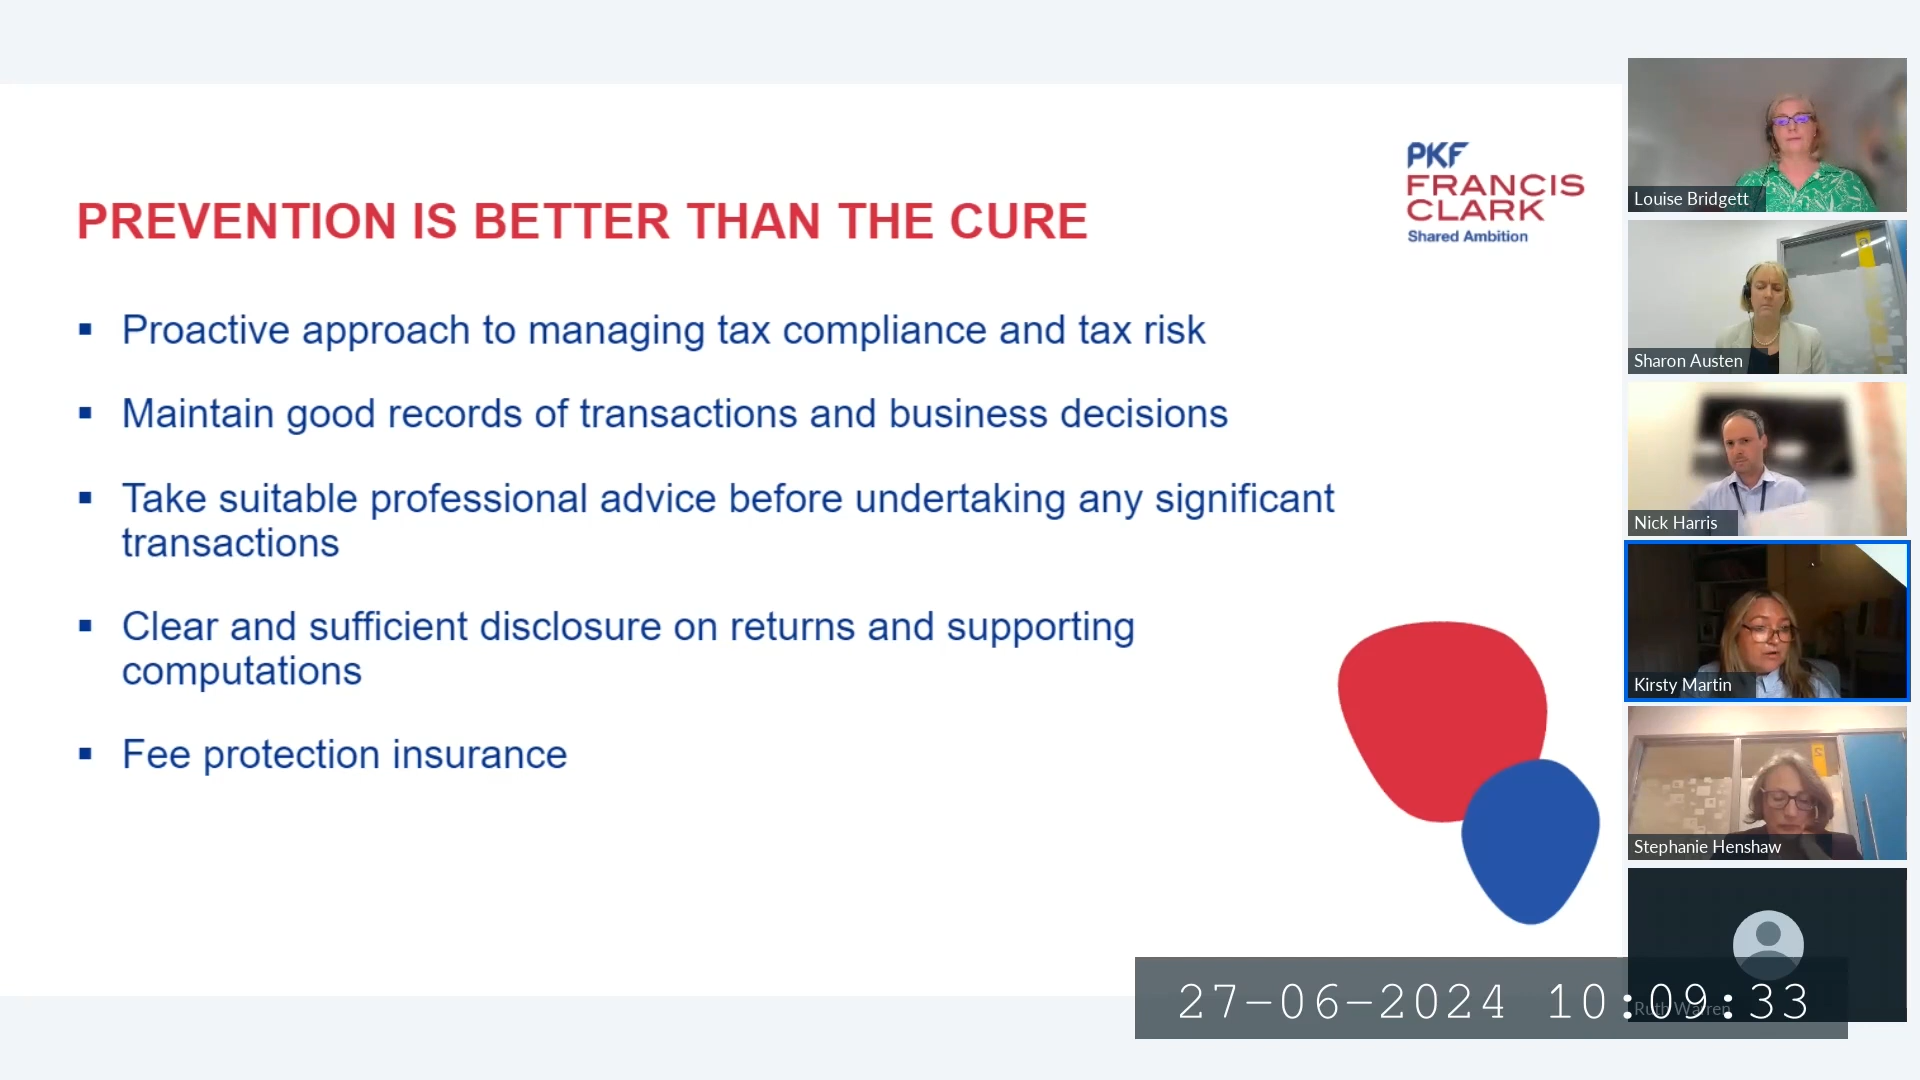 PKF
FRANCIS
CLARK
Shared Ambition
PREVENTION IS BETTER THAN THE CURE
▪ Proactive approach to managing tax compliance and tax risk
▪ Maintain good records of transactions and business decisions
▪ Take suitable professional advice before undertaking any significant
transactions
▪ Clear and sufficient disclosure on returns and supporting
computations
▪ Fee protection insurance
Louise Bridgett
Sharon Austen
Nick Harris
Kirsty Martin
Stephanie Henshaw
Ruth Warren
27-06-2024 10:09:33